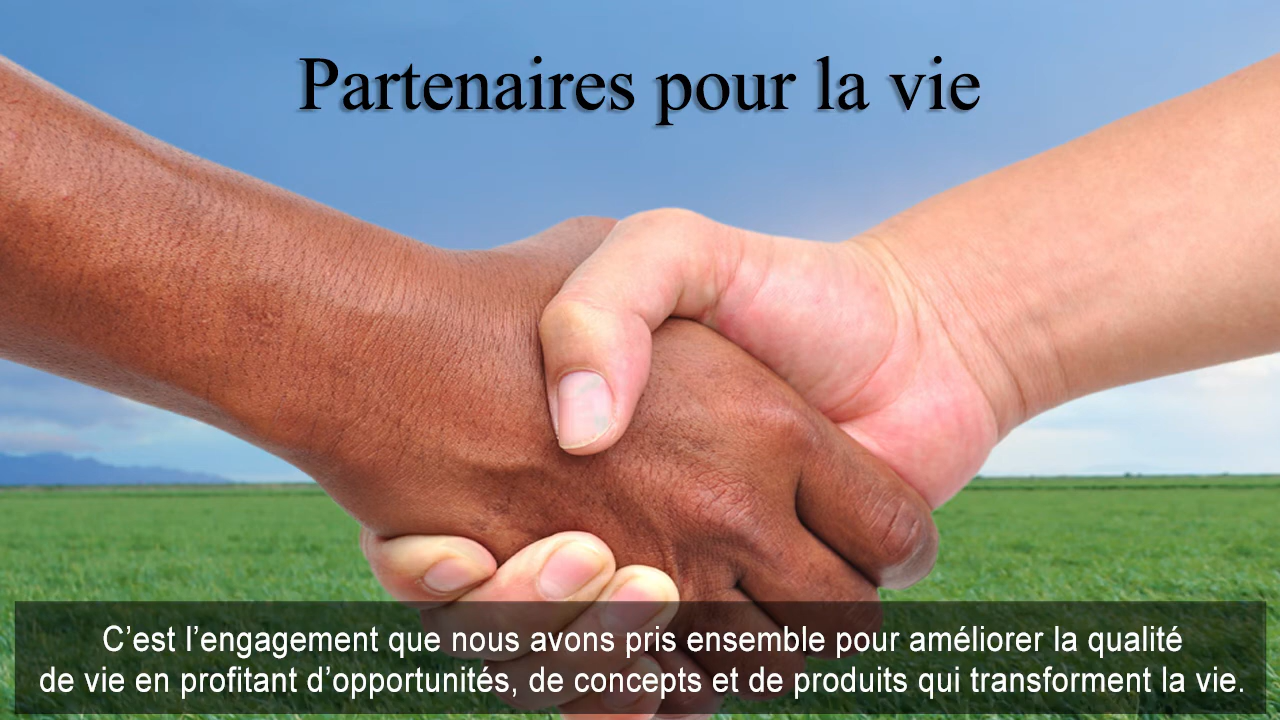 Partenaires pour la vie
C’est l’engagement que nous avons pris ensemble pour améliorer la qualité
de vie en profitant d’opportunités, de concepts et de produits qui transforment la vie.